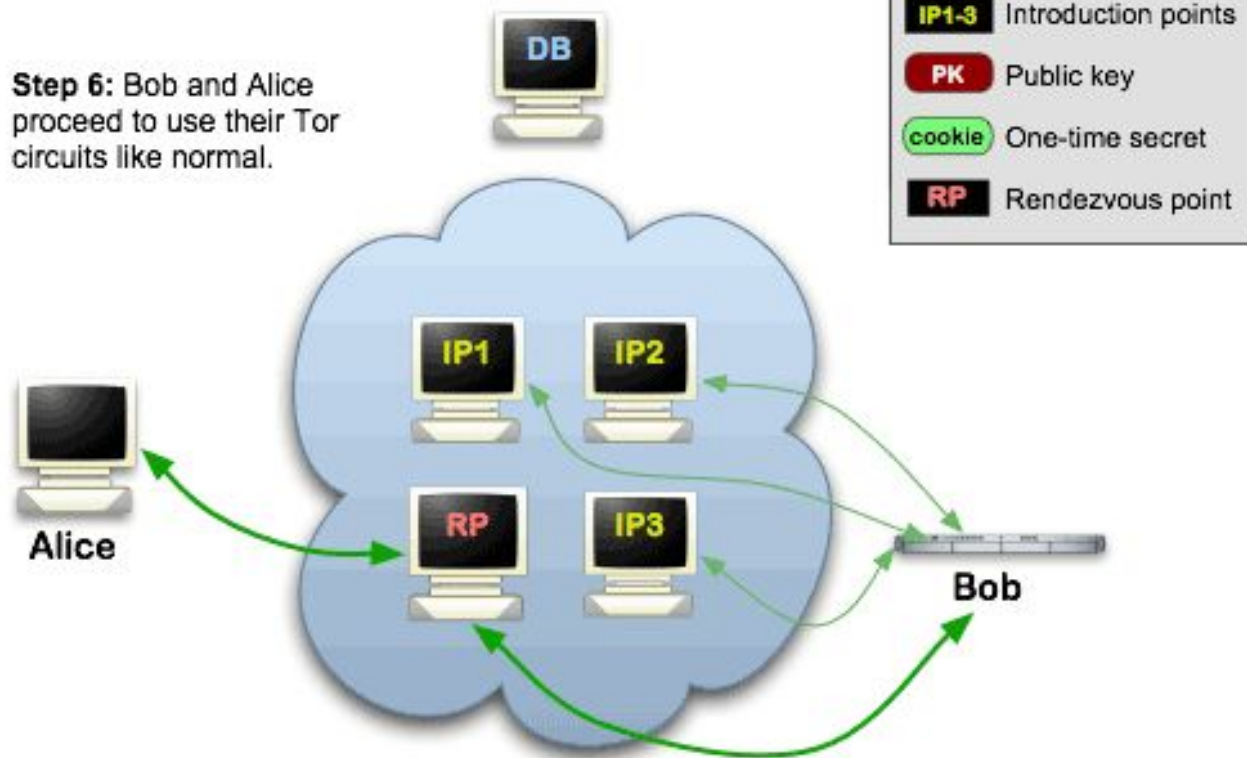 DB
Step 6: Bob and Alice
proceed to use their Tor
circuits like normal.
IP1-3 Introduction points
PK Public key
cookie One-time secret
RP Rendezvous point
IP1 IP2
Alice
RP IP3
Bob